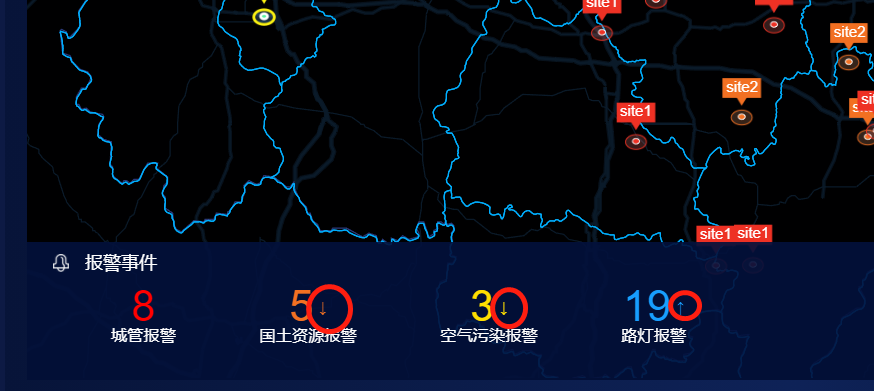 site1
site2
site2
site1
site1
site1
报警事件
8
5↓
3↓
19↑
城管报警
国土资源报警
空气污染报警
路灯报警